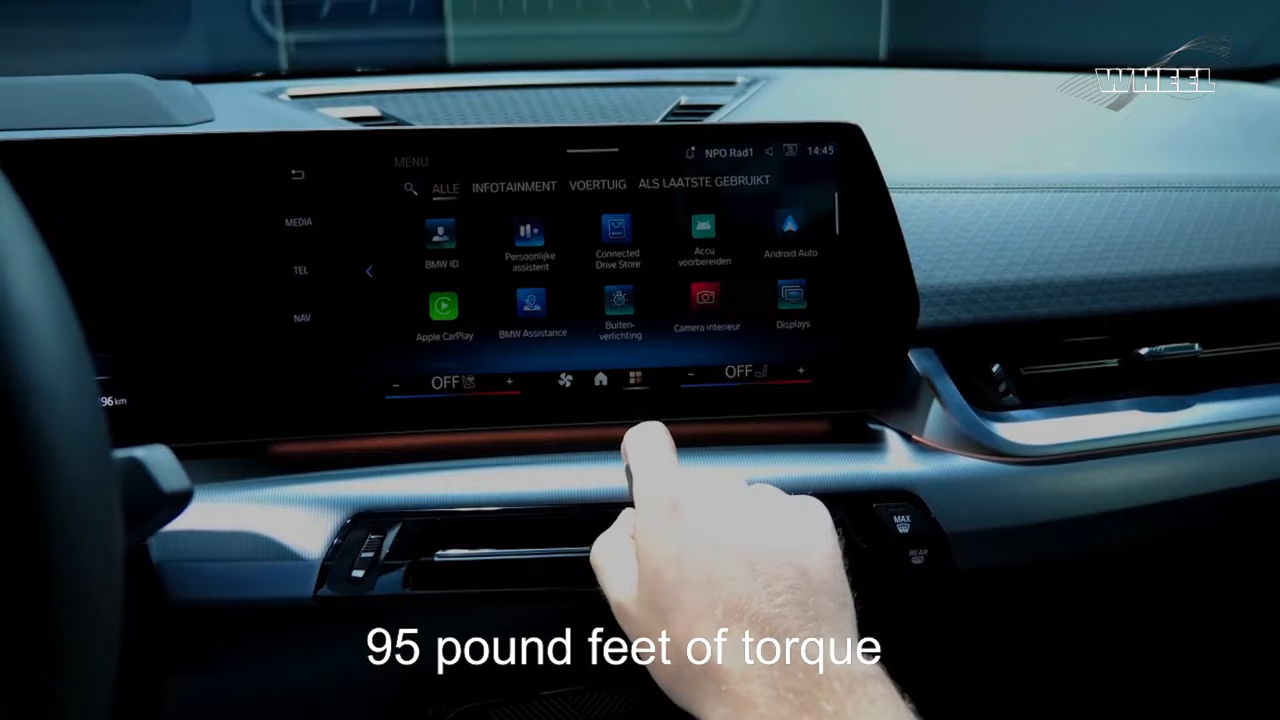 WHEEL
MENU
NPO Rad1
14:45
ALLE INFOTAINMENT VOERTUIG ALS LAATSTE GEBRUIKT
MEDIA
TEL
NAV
BMW ID
Persoonlijke
assistent
Connected
Drive Store
Accu
voorbereiden
Android Auto
Apple CarPlay
BMW Assistance
Buiten-
verlichting
Camera interieur
Displays
- OFF +
- OFF +
96 km
MAX
REAR
95 pound feet of torque